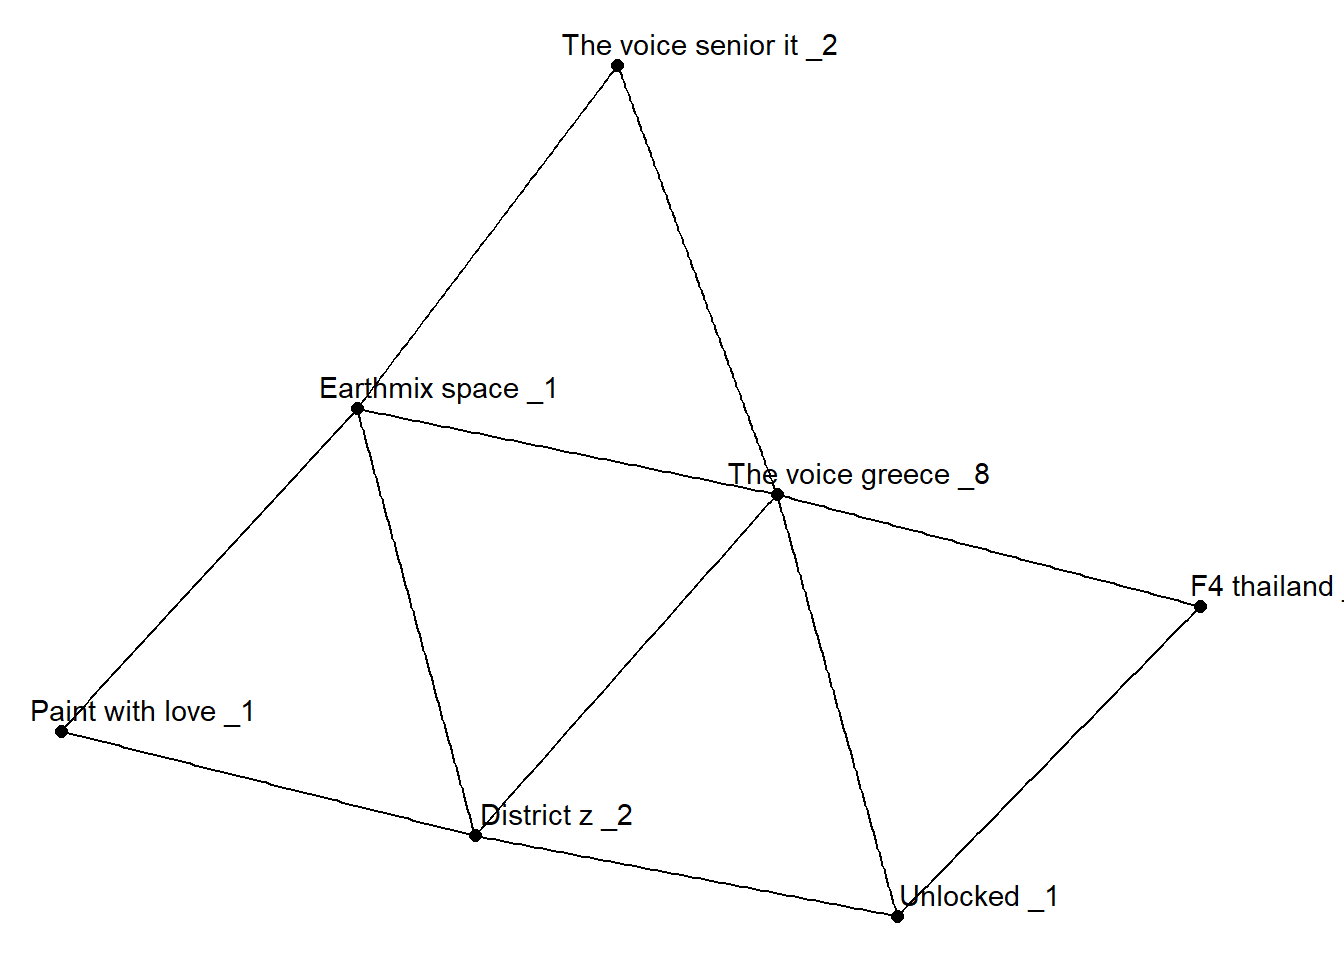 The voice senior it _2
Earthmix space _1
The voice greece _8
F4 thailand _
Paint with love _1
District z _2
Unlocked _1